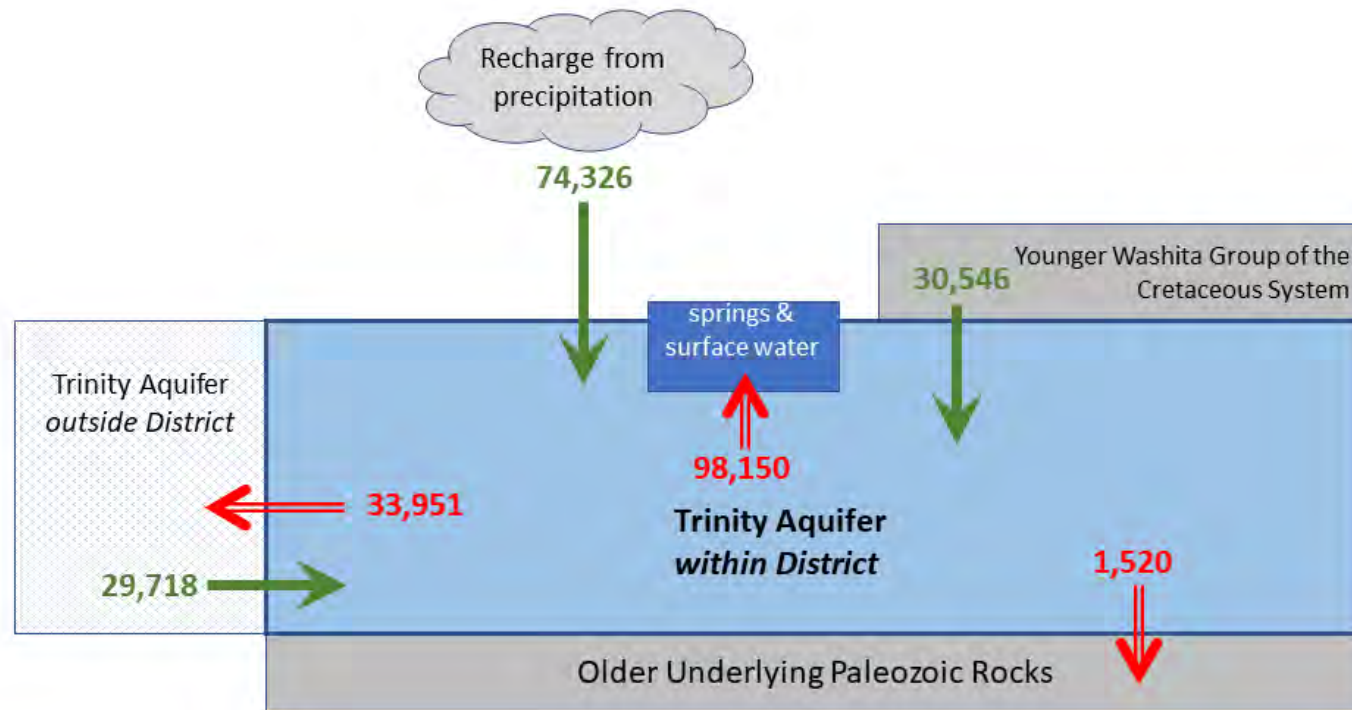 Recharge from
precipitation
74,326
Younger Washita Group of the
Cretaceous System
30,546
springs &
surface water
Trinity Aquifer
outside District
98,150
33,951
Trinity Aquifer
within District
29,718
1,520
Older Underlying Paleozoic Rocks